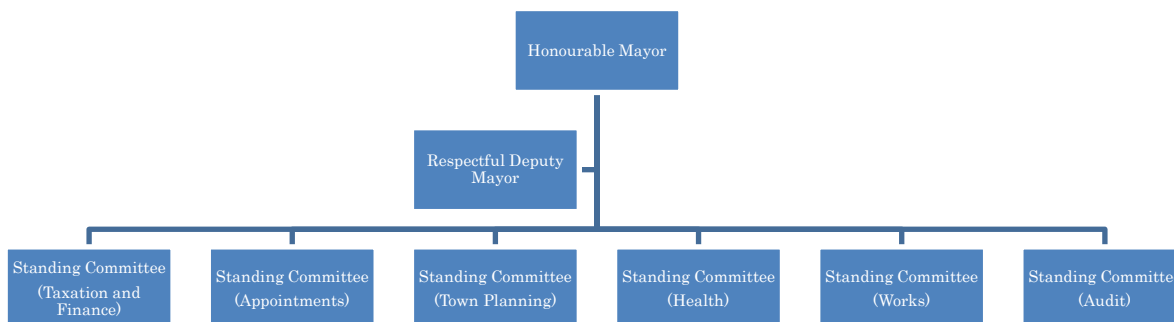 Honourable Mayor
Respectful Deputy
Mayor
Standing Committee
(Taxation and
Finance)
Standing Committee
(Appointments)
Standing Committee
(Town Planning)
Standing Committee
(Health)
Standing Committee
(Works)
Standing Committe
(Audit)